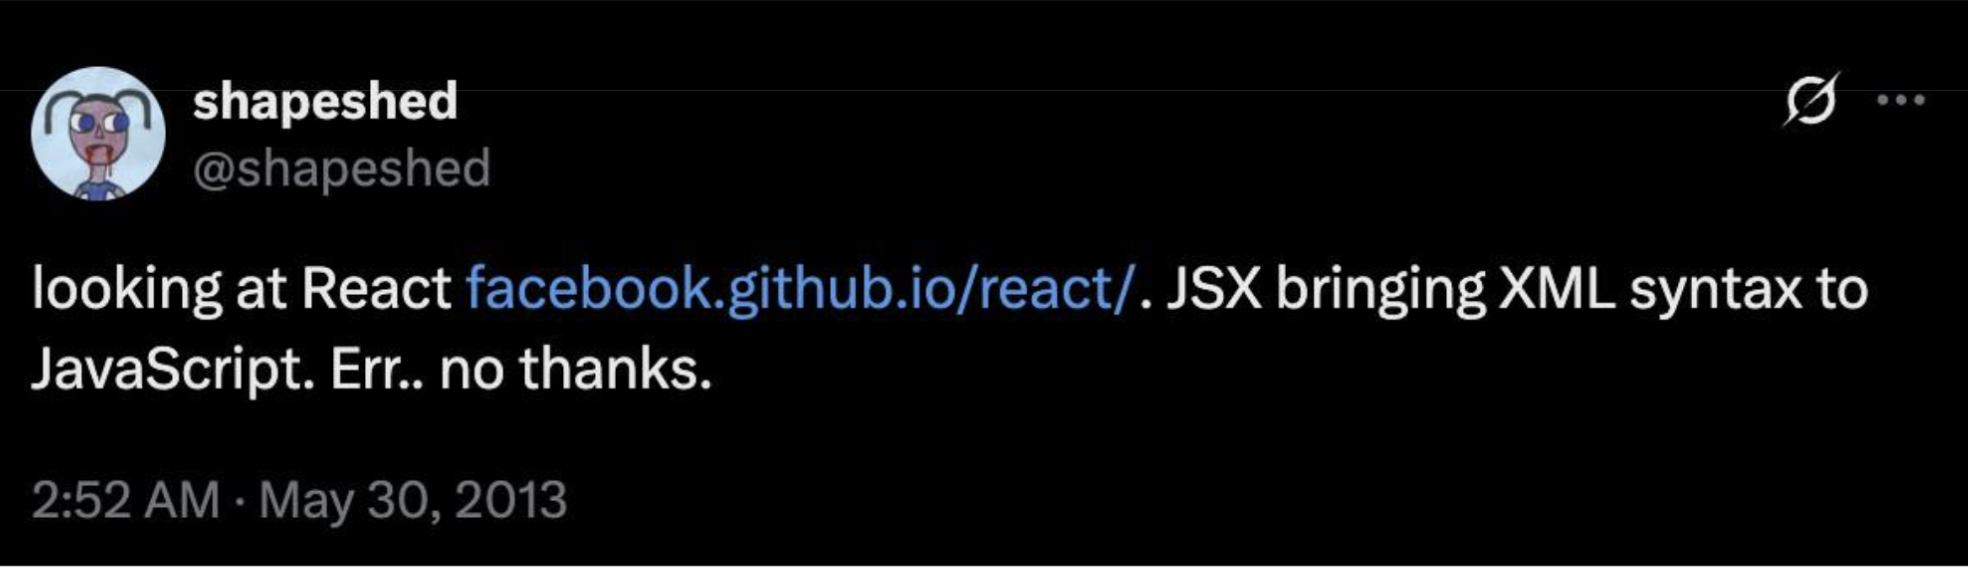 shapeshed
@shapeshed
looking at React facebook.github.io/react/. JSX bringing XML syntax to
JavaScript. Err.. no thanks.
2:52 AM · May 30, 2013